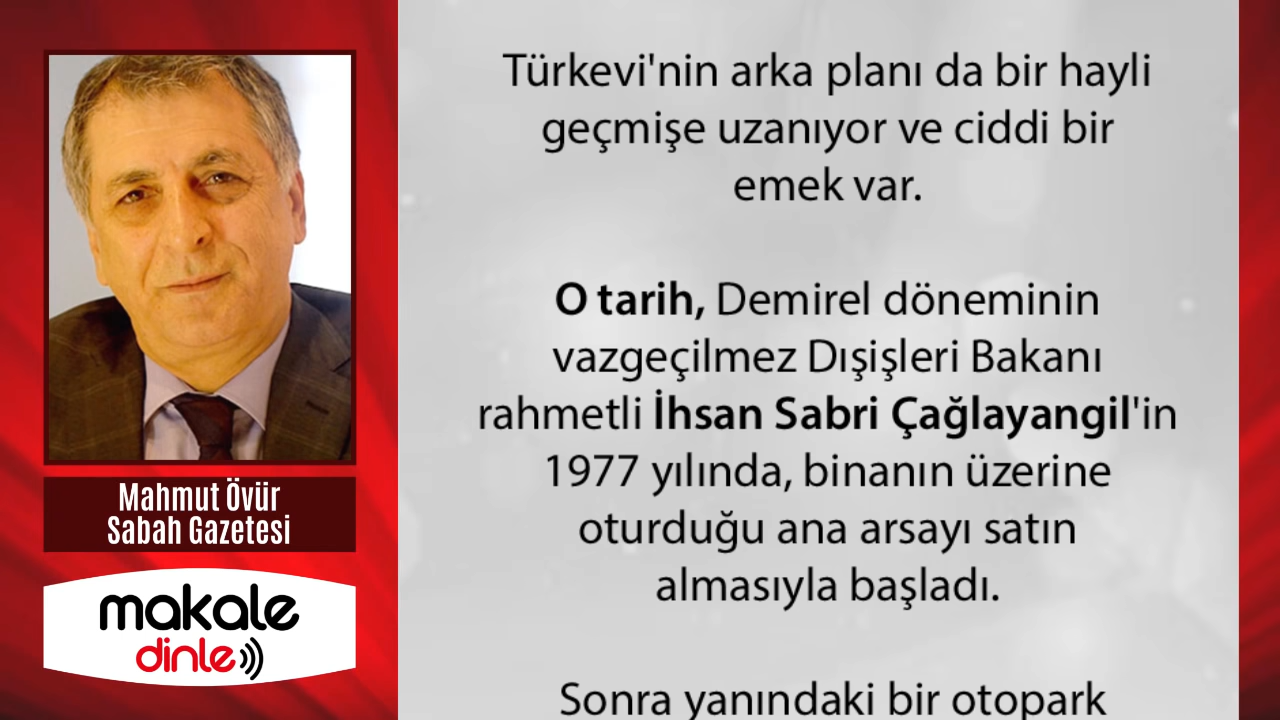 Türkevi'nin arka planı da bir hayli
geçmişe uzanıyor ve ciddi bir
emek var.
O tarih, Demirel döneminin
vazgeçilmez Dışişleri Bakanı
rahmetli İhsan Sabri Çağlayangil'in
1977 yılında, binanın üzerine
oturduğu ana arsayı satın
almasıyla başladı.
Sonra yanındaki bir otopark
Mahmut Övür
Sabah Gazetesi
makale
dinle